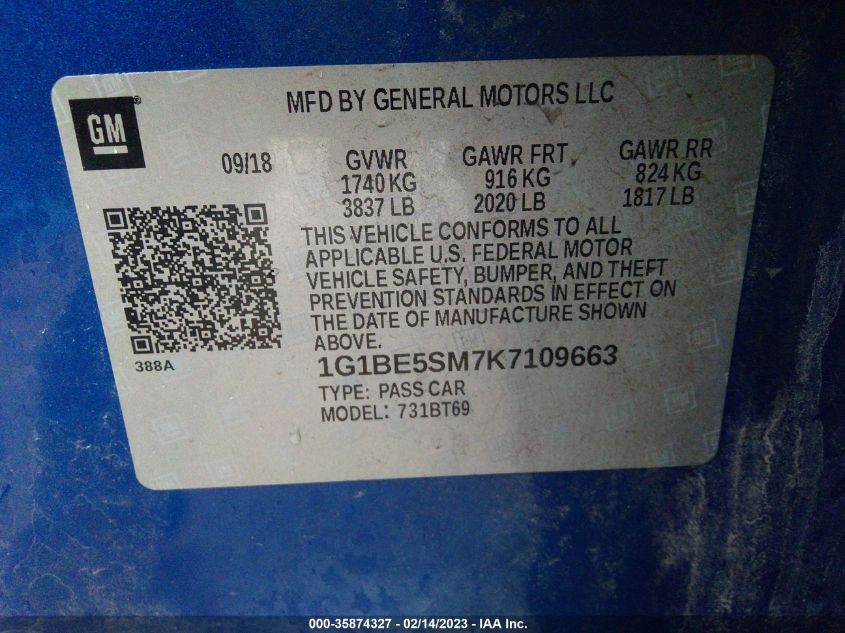 MFD BY GENERAL MOTORS LLC
GM®
09/18 GVWR GAWR FRT GAWR RR
1740 KG 916 KG 824 KG
3837 LB 2020 LB 1817 LB
THIS VEHICLE CONFORMS TO ALL
APPLICABLE U.S. FEDERAL MOTOR
VEHICLE SAFETY, BUMPER, AND THEFT
PREVENTION STANDARDS IN EFFECT ON
THE DATE OF MANUFACTURE SHOWN
ABOVE.
388A
1G1BE5SM7K7109663
TYPE: PASS CAR
MODEL: 731BT69
000-35874327 - 02/14/2023 - IAA Inc.